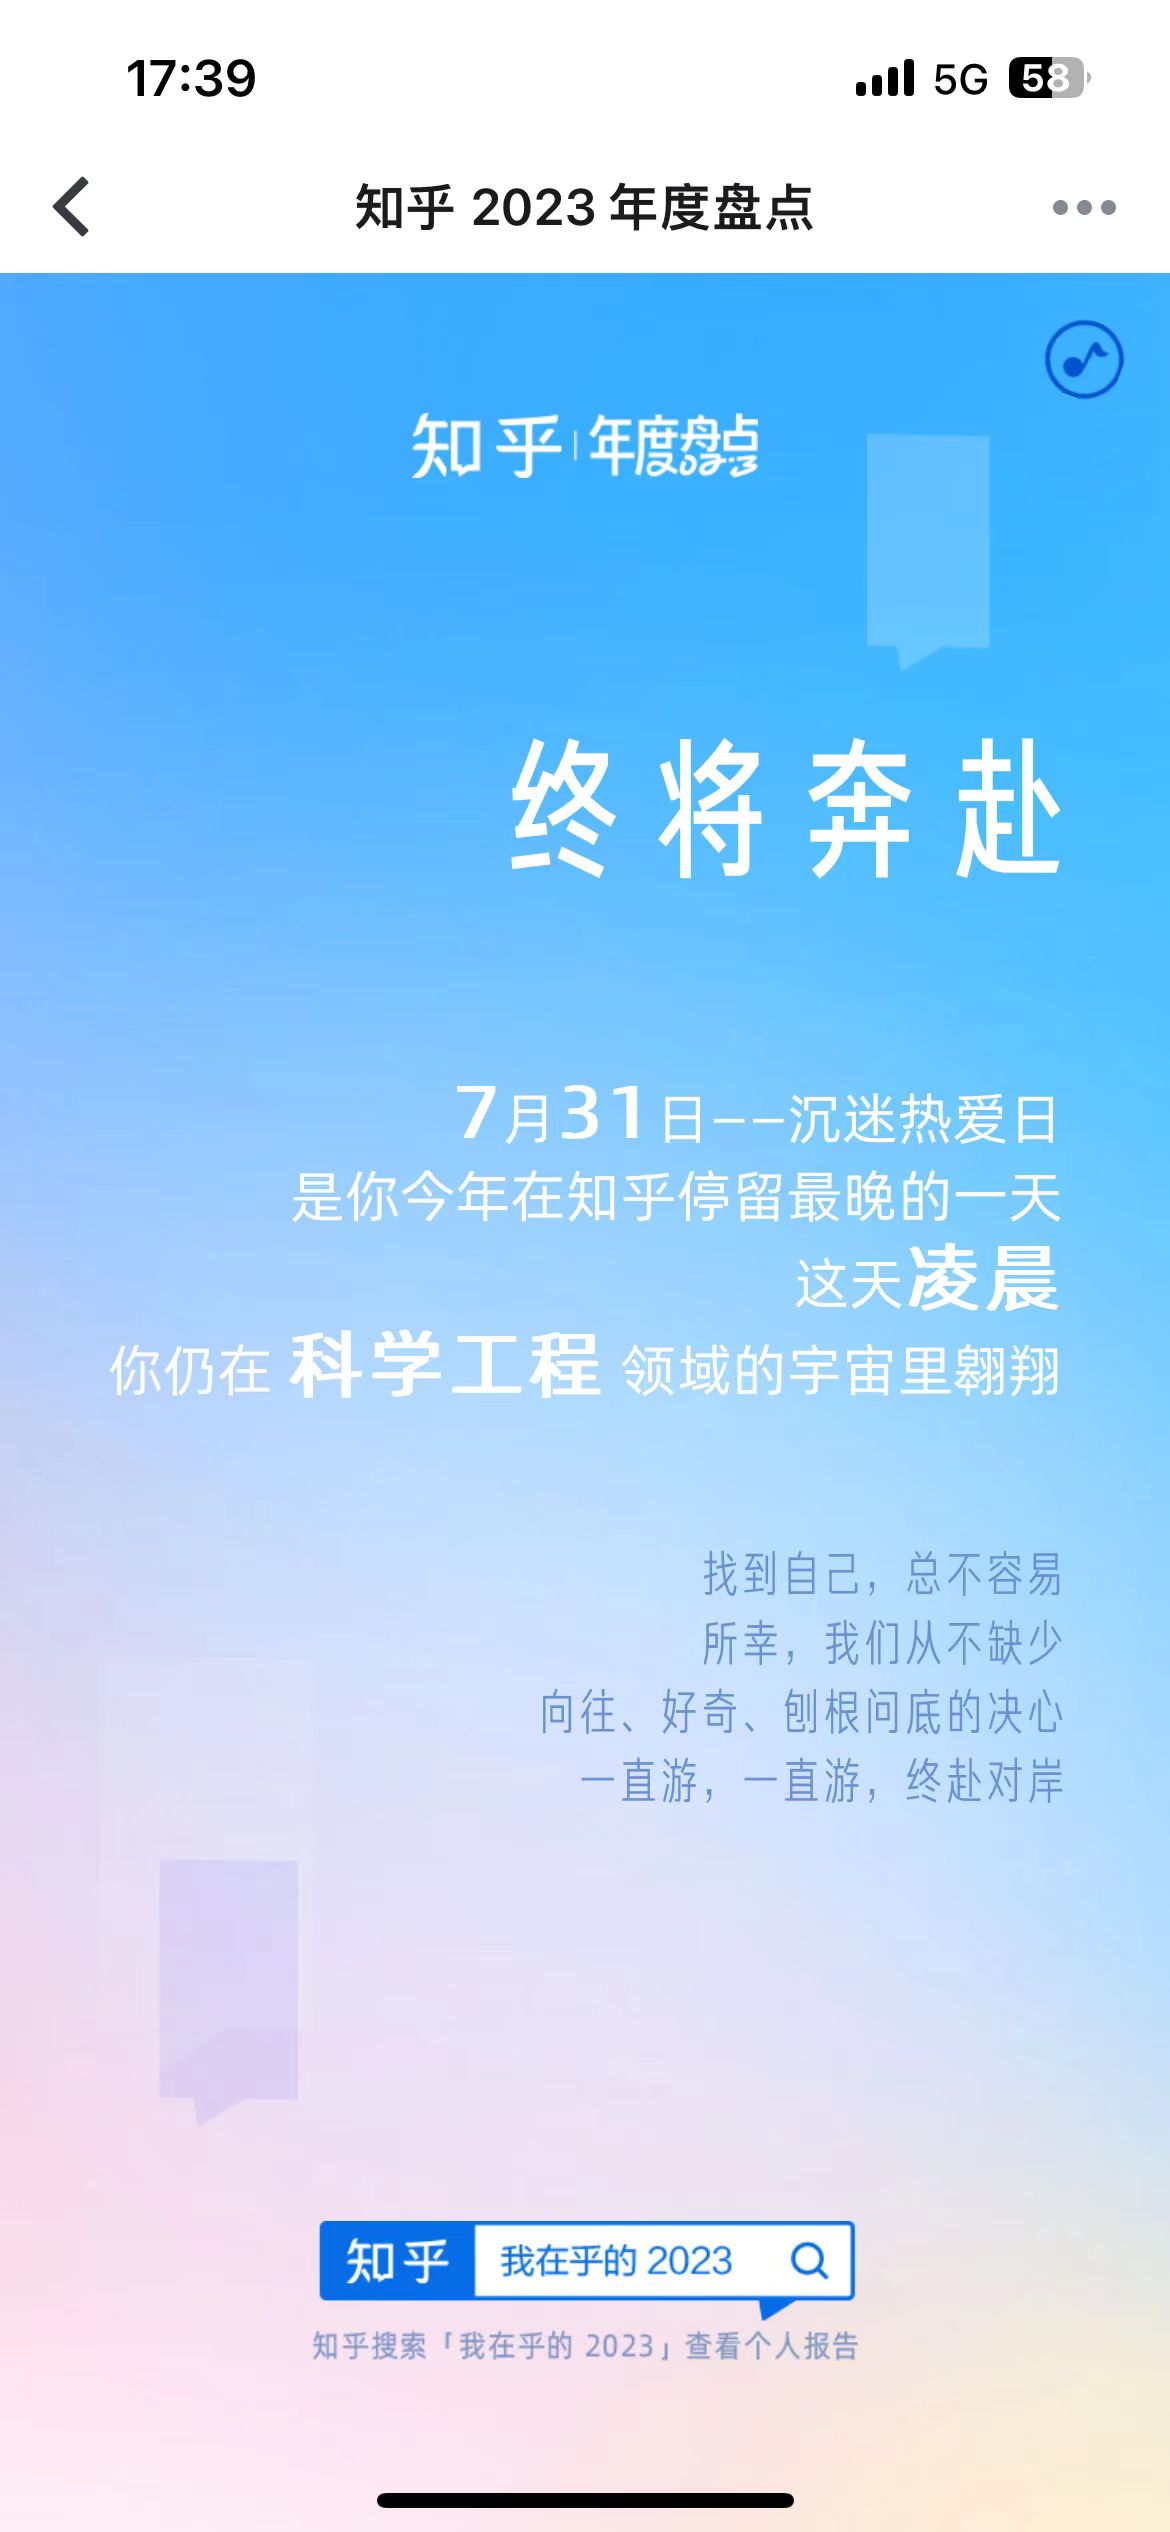 17:39
5G 58
知乎 2023 年度盘点
知乎 年度盘点 2023
终将奔赴
7月31日——沉迷热爱日
是你今年在知乎停留最晚的一天
这天凌晨
你仍在 科学工程 领域的宇宙里翱翔
找到自己，总不容易
所幸，我们从不缺少
向往、好奇、刨根问底的决心
一直游，一直游，终赴对岸
知乎 我在乎的 2023
知乎搜索「我在乎的 2023」查看个人报告